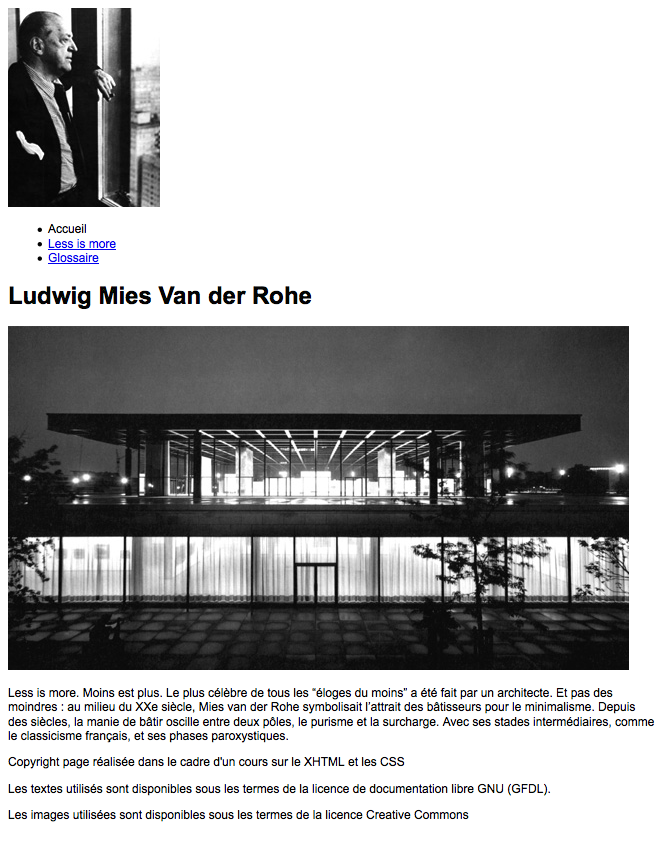 Accueil
Less is more
Glossaire
Ludwig Mies Van der Rohe
Less is more. Moins est plus. Le plus célèbre de tous les “éloges du moins” a été fait par un architecte. Et pas des
moindres : au milieu du XXe siècle, Mies van der Rohe symbolisait l’attrait des bâtisseurs pour le minimalisme. Depuis
des siècles, la manie de bâtir oscille entre deux pôles, le purisme et la surcharge. Avec ses stades intermédiaires, comme
le classicisme français, et ses phases paroxystiques.
Copyright page réalisée dans le cadre d'un cours sur le XHTML et les CSS
Les textes utilisés sont disponibles sous les termes de la licence de documentation libre GNU (GFDL).
Les images utilisées sont disponibles sous les termes de la licence Creative Commons